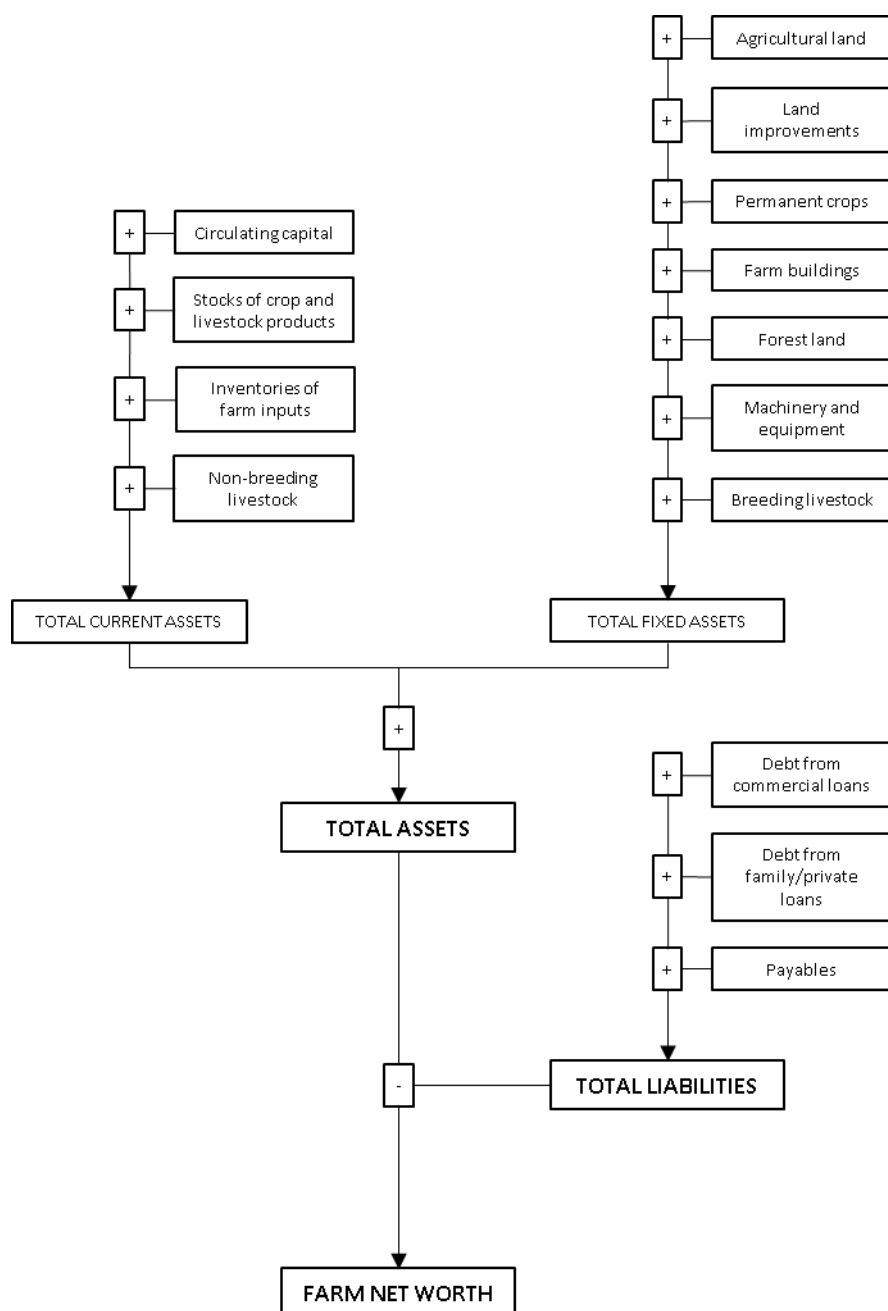 +
Agricultural land
+
Land
improvements
+
Permanent crops
+
Circulating capital
+
Farm buildings
+
Stocks of crop and
livestock products
+
Forest land
+
Inventories of
farm inputs
+
Machinery and
equipment
+
Non-breeding
livestock
+
Breeding livestock
TOTAL CURRENT ASSETS
TOTAL FIXED ASSETS
+
+
Debt from
commercial loans
TOTAL ASSETS
+
Debt from
family/private
loans
+
Payables
-
TOTAL LIABILITIES
FARM NET WORTH